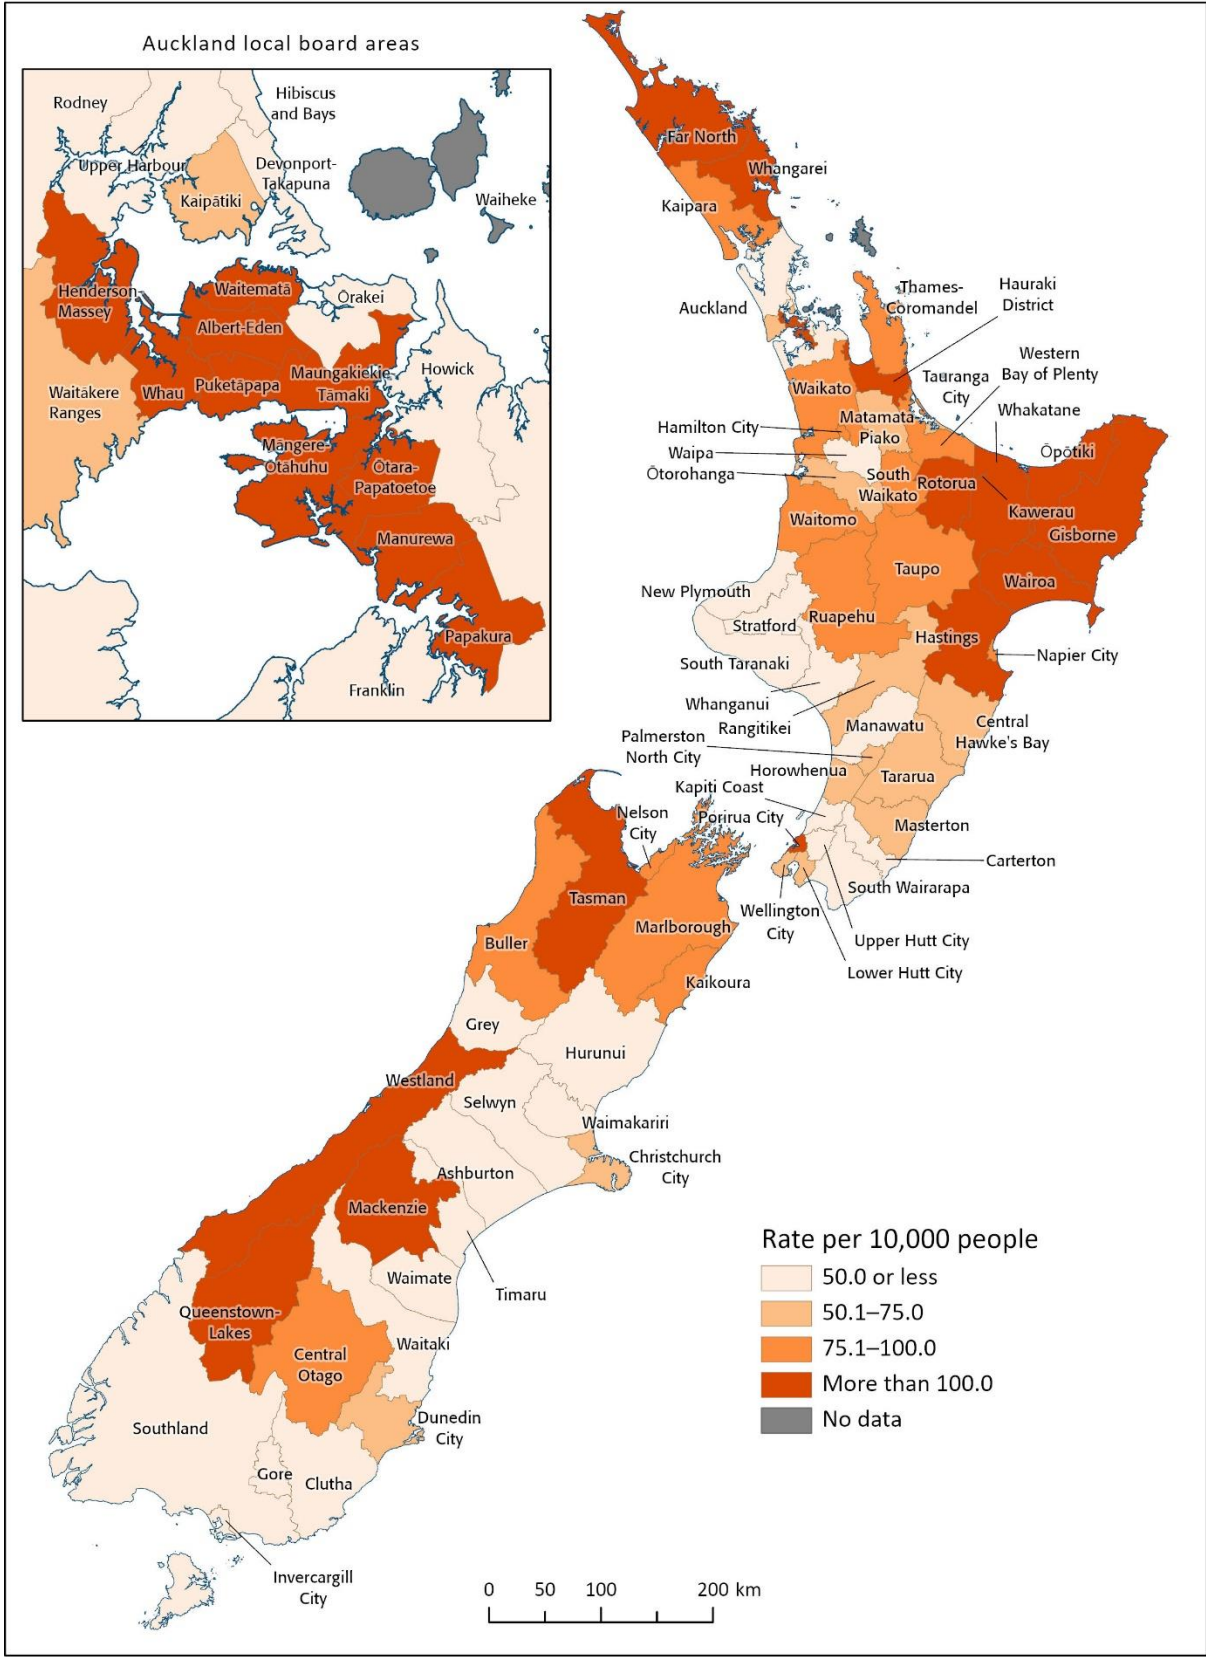 Auckland local board areas
Rodney
Hibiscus
and Bays
Upper Harbour
Devonport-
Takapuna
Kaipātiki
Waiheke
Henderson-
Massey
Waitematā
Ōrakei
Albert-Eden
Howick
Waitākere
Ranges
Whau
Puketāpapa
Maungakiekie-
Tāmaki
Māngere-
Ōtāhuhu
Ōtara-
Papatoetoe
Manurewa
Papakura
Franklin
Far North
Whangarei
Kaipara
Auckland
Thames-
Coromandel
Hauraki
District
Waikato
Tauranga
City
Western
Bay of Plenty
Hamilton City
Matamata-
Piako
Whakatane
Waipa
Ōpōtiki
Ōtorohanga
South
Waikato
Rotorua
Kawerau
Waitomo
Gisborne
Taupo
Wairoa
New Plymouth
Ruapehu
Stratford
Hastings
Napier City
South Taranaki
Whanganui
Rangitikei
Manawatu
Central
Hawke's Bay
Palmerston
North City
Horowhenua
Tararua
Kapiti Coast
Nelson
City
Porirua City
Masterton
Carterton
South Wairarapa
Tasman
Wellington
City
Marlborough
Upper Hutt City
Buller
Lower Hutt City
Kaikoura
Grey
Hurunui
Westland
Selwyn
Waimakariri
Christchurch
City
Ashburton
Mackenzie
Waimate
Timaru
Queenstown-
Lakes
Waitaki
Central
Otago
Southland
Dunedin
City
Gore
Clutha
Invercargill
City
Rate per 10,000 people
50.0 or less
50.1–75.0
75.1–100.0
More than 100.0
No data
0 50 100 200 km